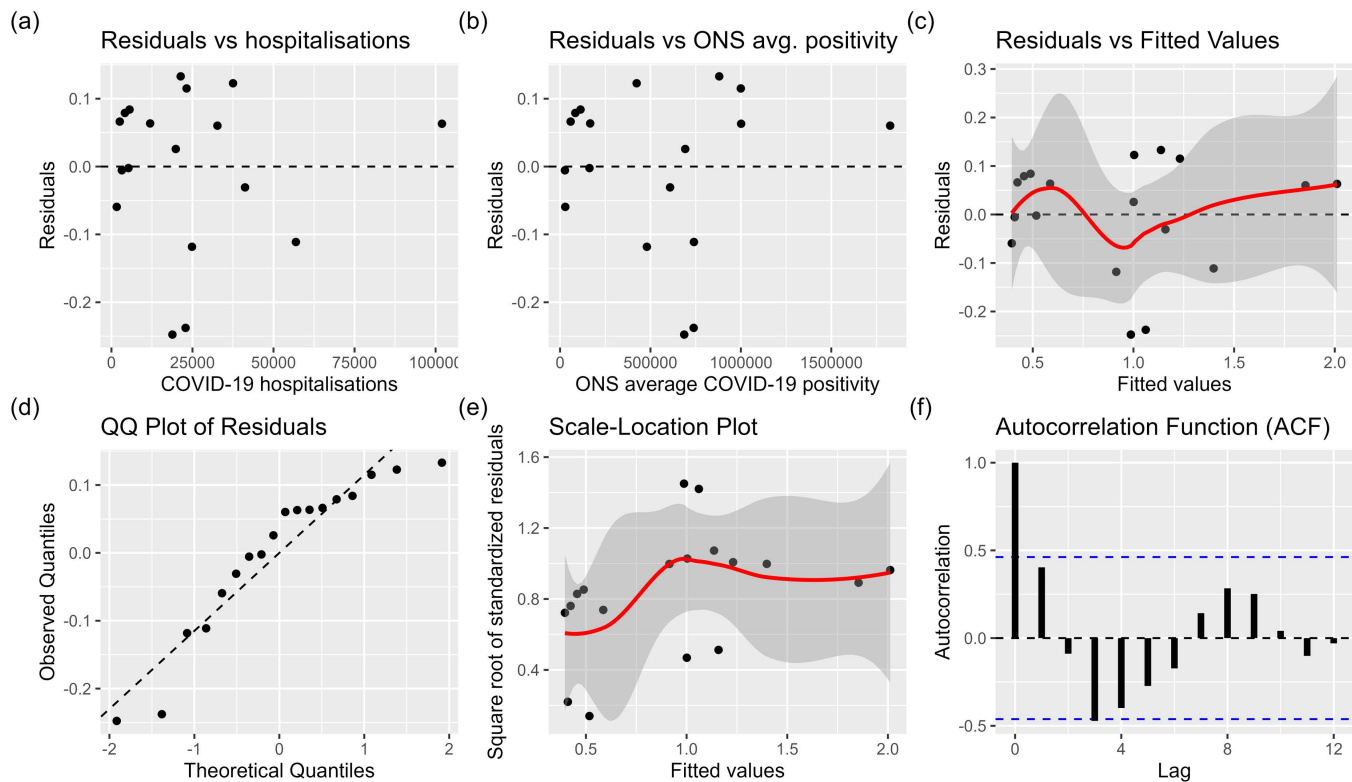 (a)
Residuals vs hospitalisations
0.1
0.0
-0.1
-0.2
Residuals
0 25000 50000 75000 100000
COVID-19 hospitalisations
(b)
Residuals vs ONS avg. positivity
0.1
0.0
-0.1
-0.2
Residuals
0 500000 1000000 1500000
ONS average COVID-19 positivity
(c)
Residuals vs Fitted Values
0.3
0.2
0.1
0.0
-0.1
-0.2
Residuals
0.5 1.0 1.5 2.0
Fitted values
(d)
QQ Plot of Residuals
0.1
0.0
-0.1
-0.2
Observed Quantiles
-2 -1 0 1 2
Theoretical Quantiles
(e)
Scale-Location Plot
1.6
1.2
0.8
0.4
Square root of standardized residuals
0.5 1.0 1.5 2.0
Fitted values
(f)
Autocorrelation Function (ACF)
1.0
0.5
0.0
-0.5
Autocorrelation
0 4 8 12
Lag